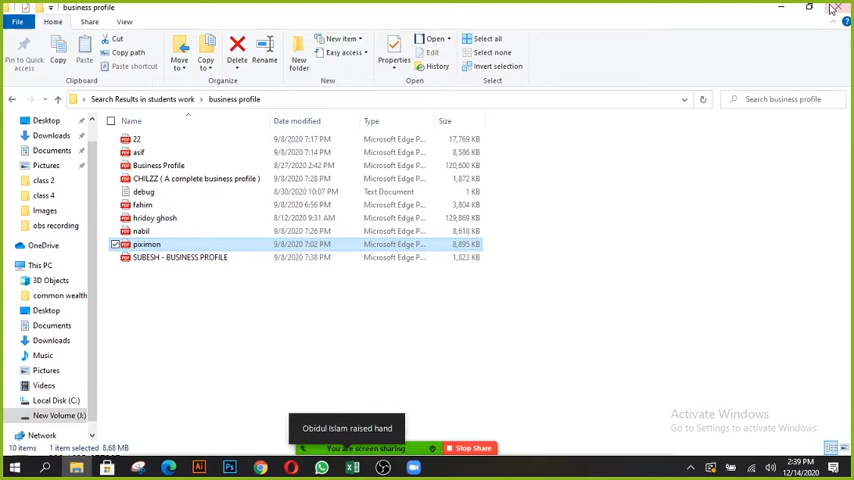 business profile
File Home Share View
Pin to Quick access
Copy
Cut
Copy path
Paste shortcut
Clipboard
Move to
Copy to
Delete
Rename
Organize
New folder
New item
Easy access
New
Properties
Open
Edit
History
Open
Select all
Select none
Invert selection
Select
Search Results in students work > business profile
Search business profile
Name Date modified Type Size
22 9/8/2020 7:17 PM Microsoft Edge P... 17,769 KB
asif 9/8/2020 7:14 PM Microsoft Edge P... 8,586 KB
Business Profile 8/27/2020 2:42 PM Microsoft Edge P... 120,600 KB
CHILZZ ( A complete business profile ) 9/8/2020 7:28 PM Microsoft Edge P... 1,872 KB
debug 8/30/2020 10:07 PM Text Document 1 KB
fahim 9/8/2020 6:56 PM Microsoft Edge P... 3,804 KB
hridoy ghosh 8/12/2020 9:31 AM Microsoft Edge P... 129,869 KB
nabil 9/8/2020 7:26 PM Microsoft Edge P... 8,618 KB
piximon 9/8/2020 7:02 PM Microsoft Edge P... 8,895 KB
SUBESH - BUSINESS PROFILE 9/8/2020 7:38 PM Microsoft Edge P... 1,823 KB
Desktop
Downloads
Documents
Pictures
class 2
class 4
Images
obs recording
OneDrive
This PC
3D Objects
common wealth
Desktop
Documents
Downloads
Music
Pictures
Videos
Local Disk (C:)
New Volume (J:)
Network
Obidul Islam raised hand
You are screen sharing
Stop Share
Activate Windows
Go to Settings to activate Windows.
10 items 1 item selected 8.68 MB
2:39 PM
12/14/2020